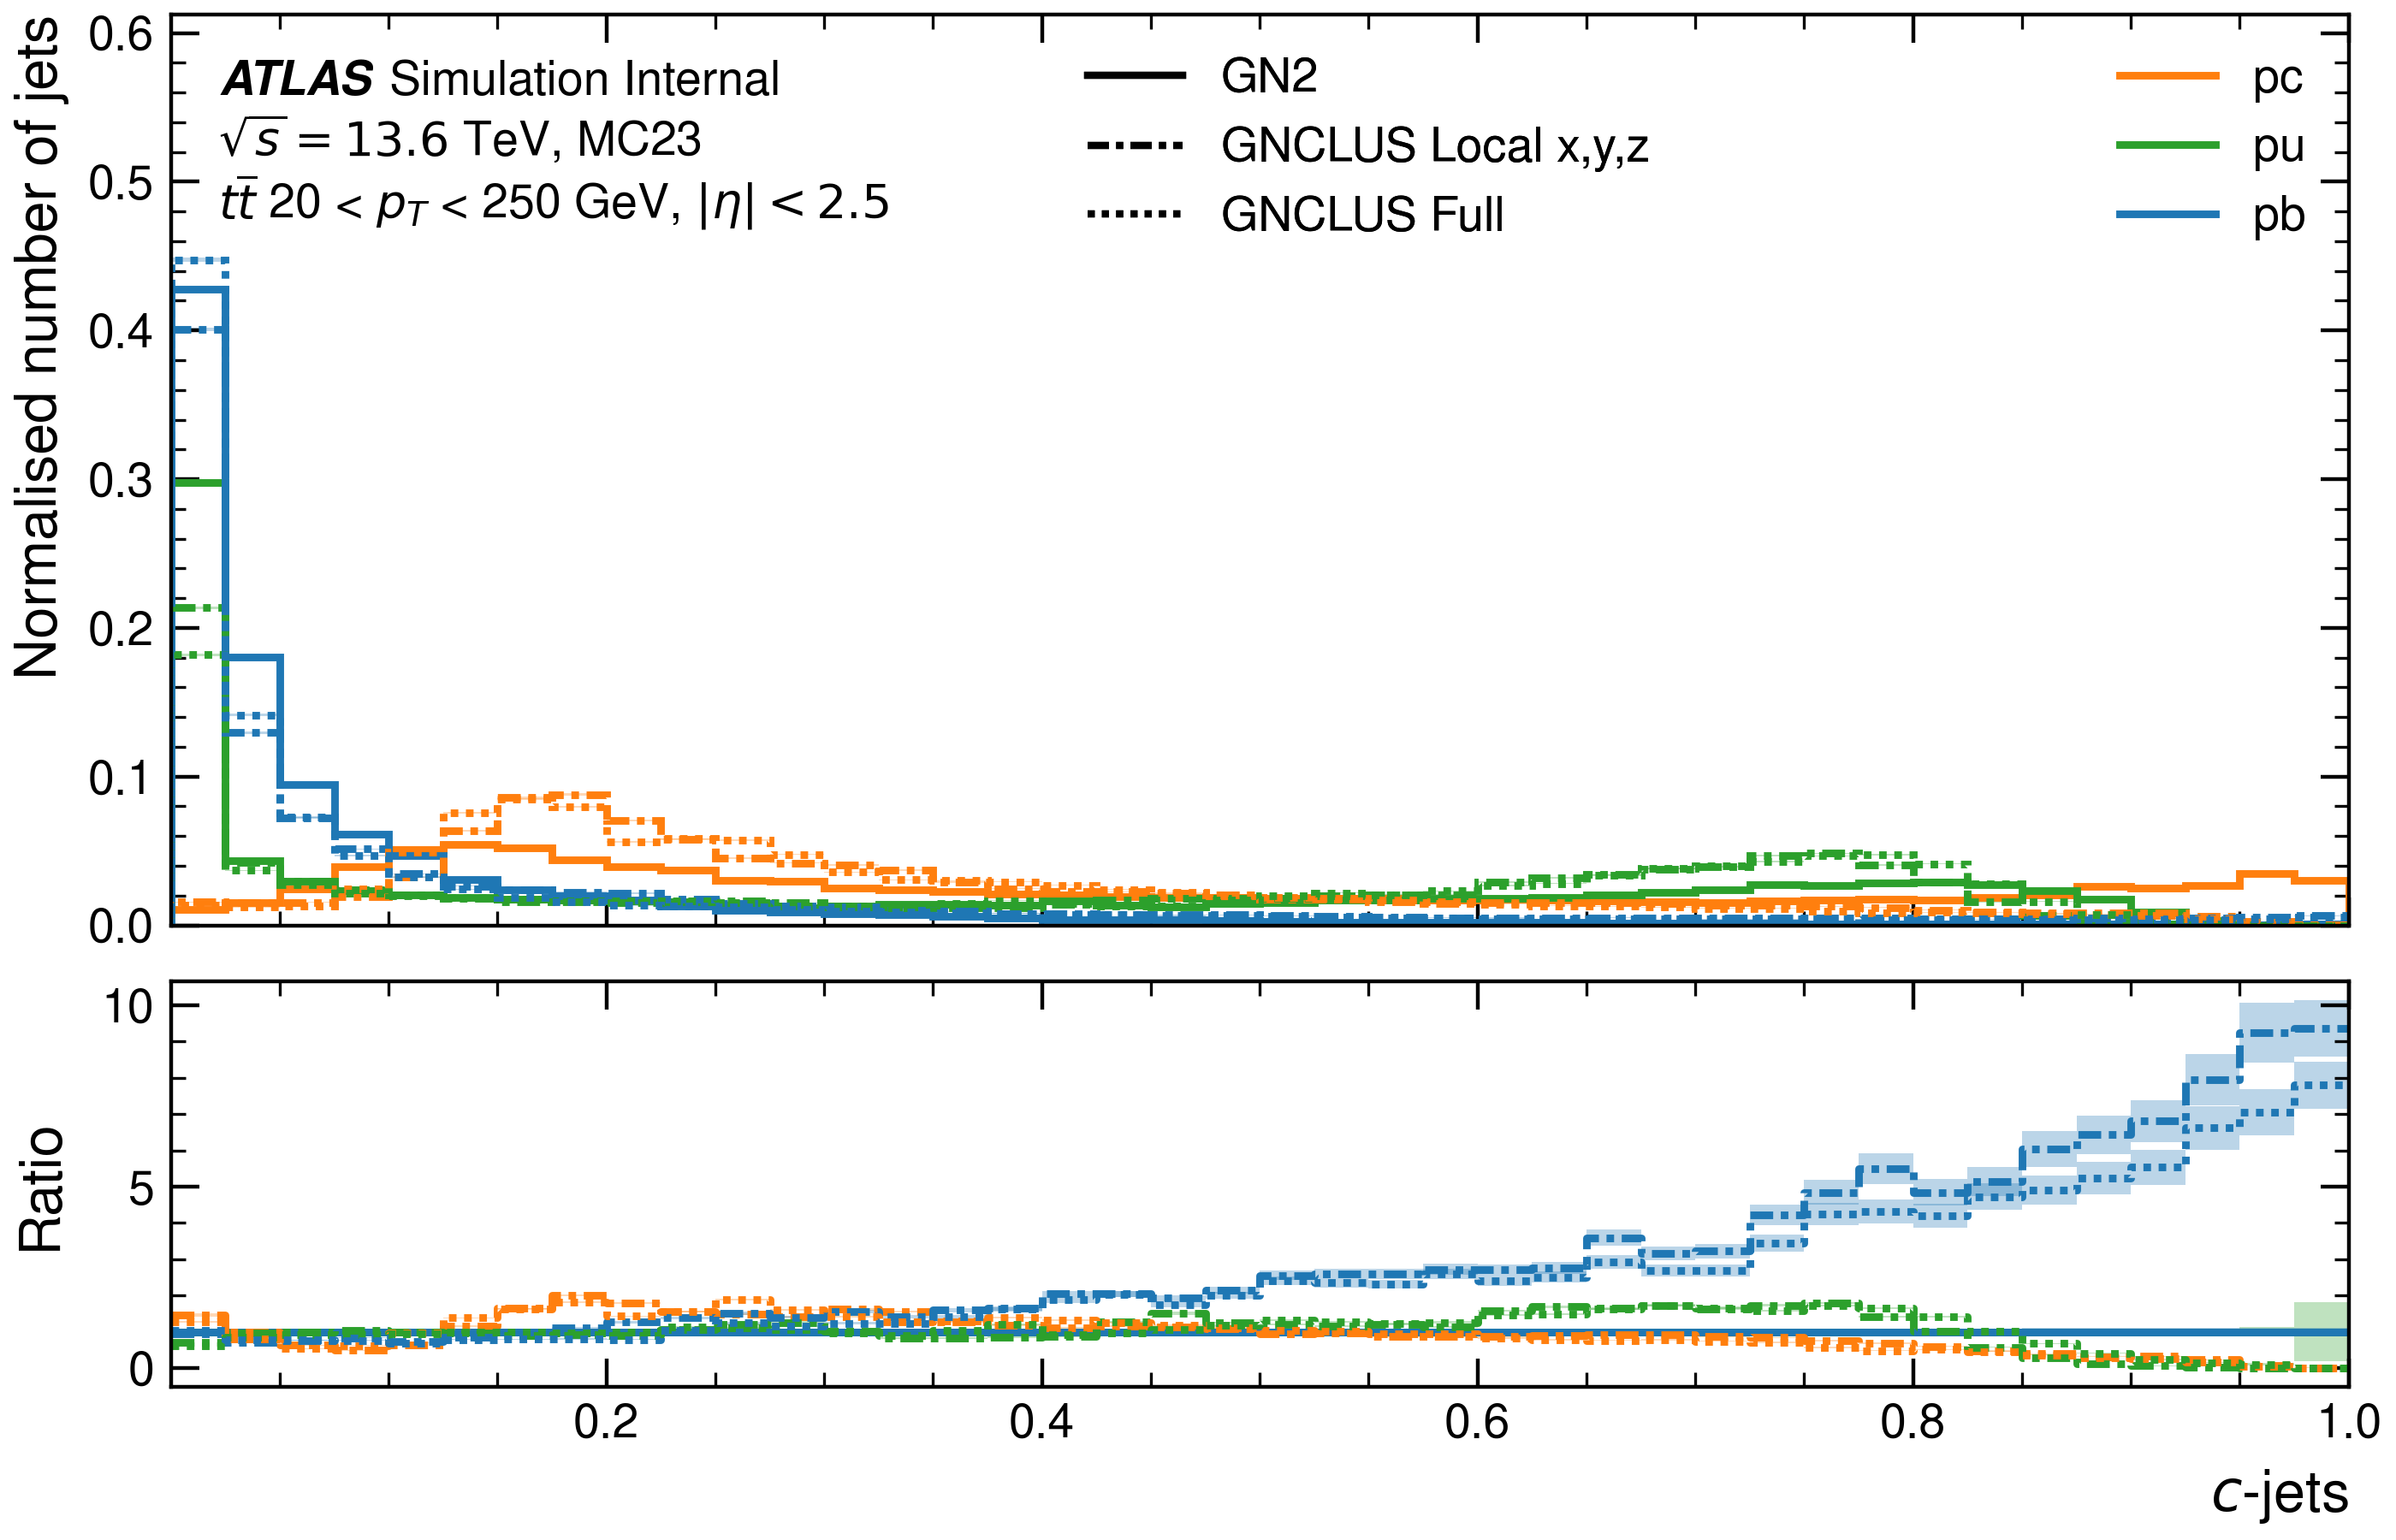 Normalised number of jets
0.6
0.5
0.4
0.3
0.2
0.1
0.0
ATLAS Simulation Internal
√s = 13.6 TeV, MC23
tt̄ 20 < pT < 250 GeV, |η| < 2.5
GN2
GNCLUS Local x,y,z
GNCLUS Full
pc
pu
pb
Ratio
10
5
0
0.2
0.4
0.6
0.8
1.0
c-jets